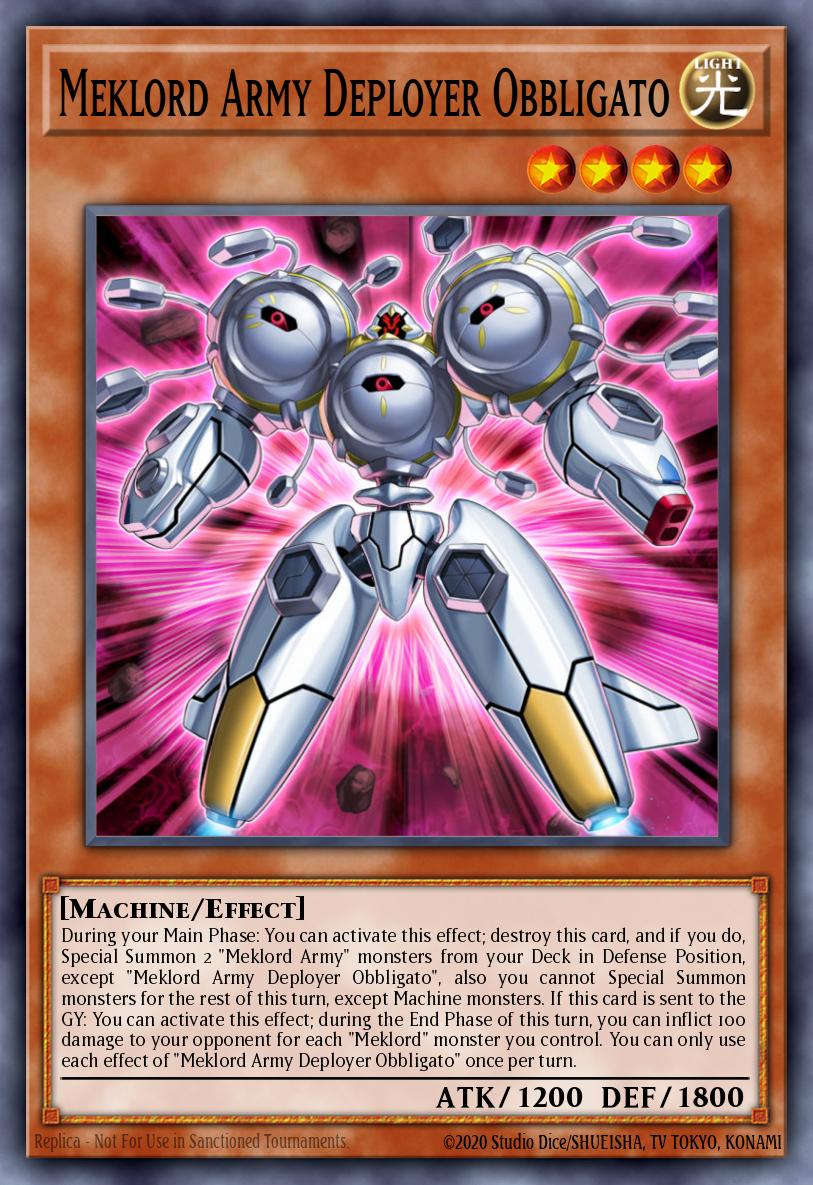 Meklord Army Deployer Obbligato
LIGHT
光
[Machine/Effect]
During your Main Phase: You can activate this effect; destroy this card, and if you do,
Special Summon 2 "Meklord Army" monsters from your Deck in Defense Position,
except "Meklord Army Deployer Obbligato", also you cannot Special Summon
monsters for the rest of this turn, except Machine monsters. If this card is sent to the
GY: You can activate this effect; during the End Phase of this turn, you can inflict 100
damage to your opponent for each "Meklord" monster you control. You can only use
each effect of "Meklord Army Deployer Obbligato" once per turn.
ATK/1200 DEF/1800
Replica - Not For Use in Sanctioned Tournaments.
©2020 Studio Dice/SHUEISHA, TV TOKYO, KONAMI